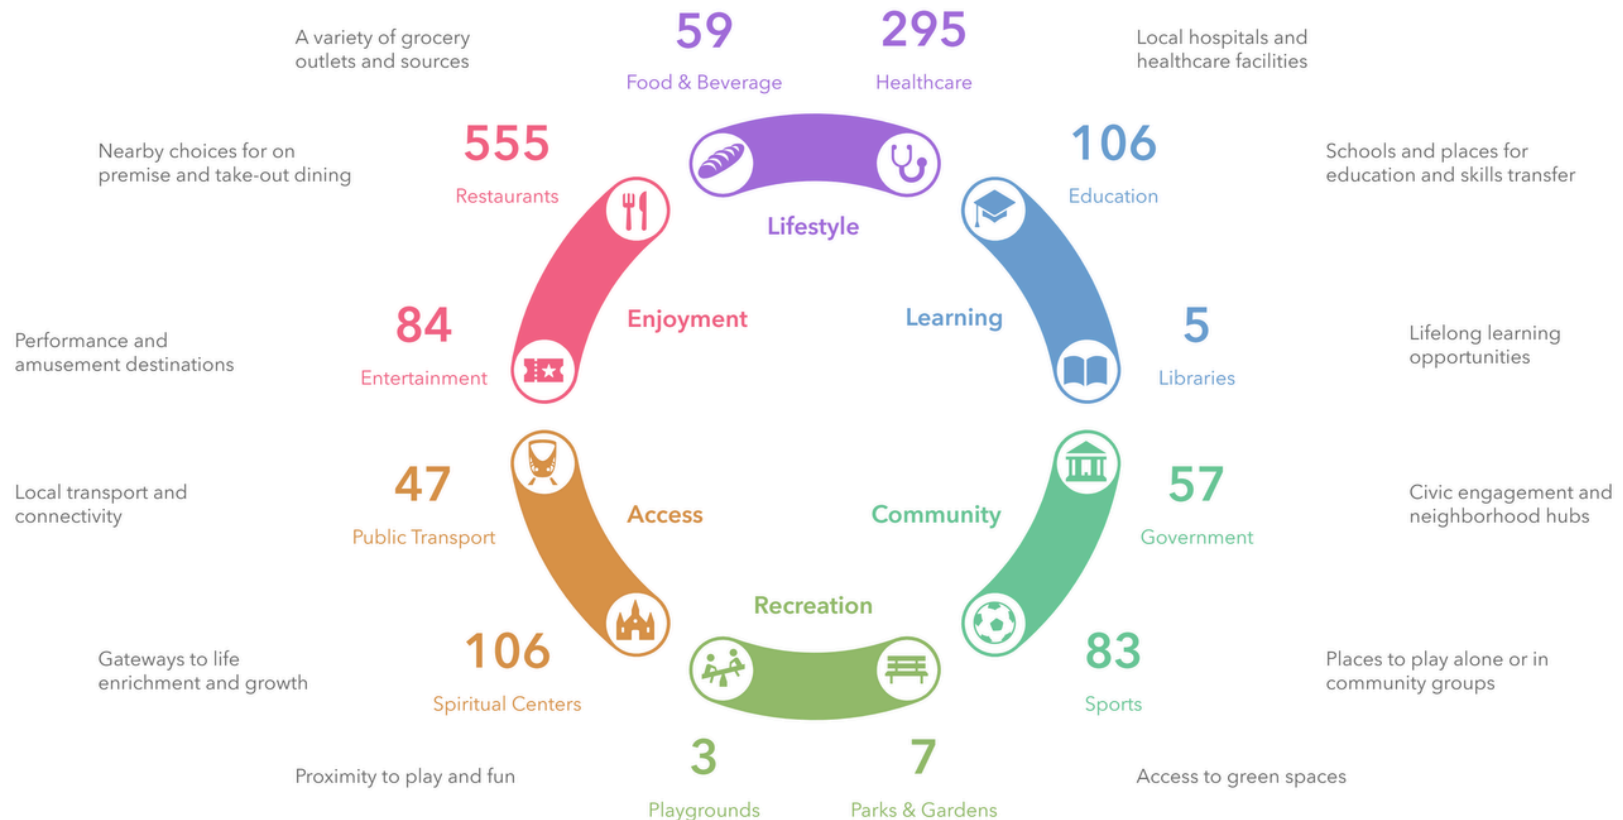 59
295
A variety of grocery
outlets and sources
Local hospitals and
healthcare facilities
Food & Beverage
Healthcare
555
106
Nearby choices for on
premise and take-out dining
Schools and places for
education and skills transfer
Restaurants
Education
Lifestyle
Enjoyment
Learning
84
5
Performance and
amusement destinations
Lifelong learning
opportunities
Entertainment
Libraries
47
57
Local transport and
connectivity
Access
Community
Civic engagement and
neighborhood hubs
Public Transport
Government
Recreation
106
83
Gateways to life
enrichment and growth
Places to play alone or in
community groups
Spiritual Centers
Sports
3
7
Proximity to play and fun
Access to green spaces
Playgrounds
Parks & Gardens